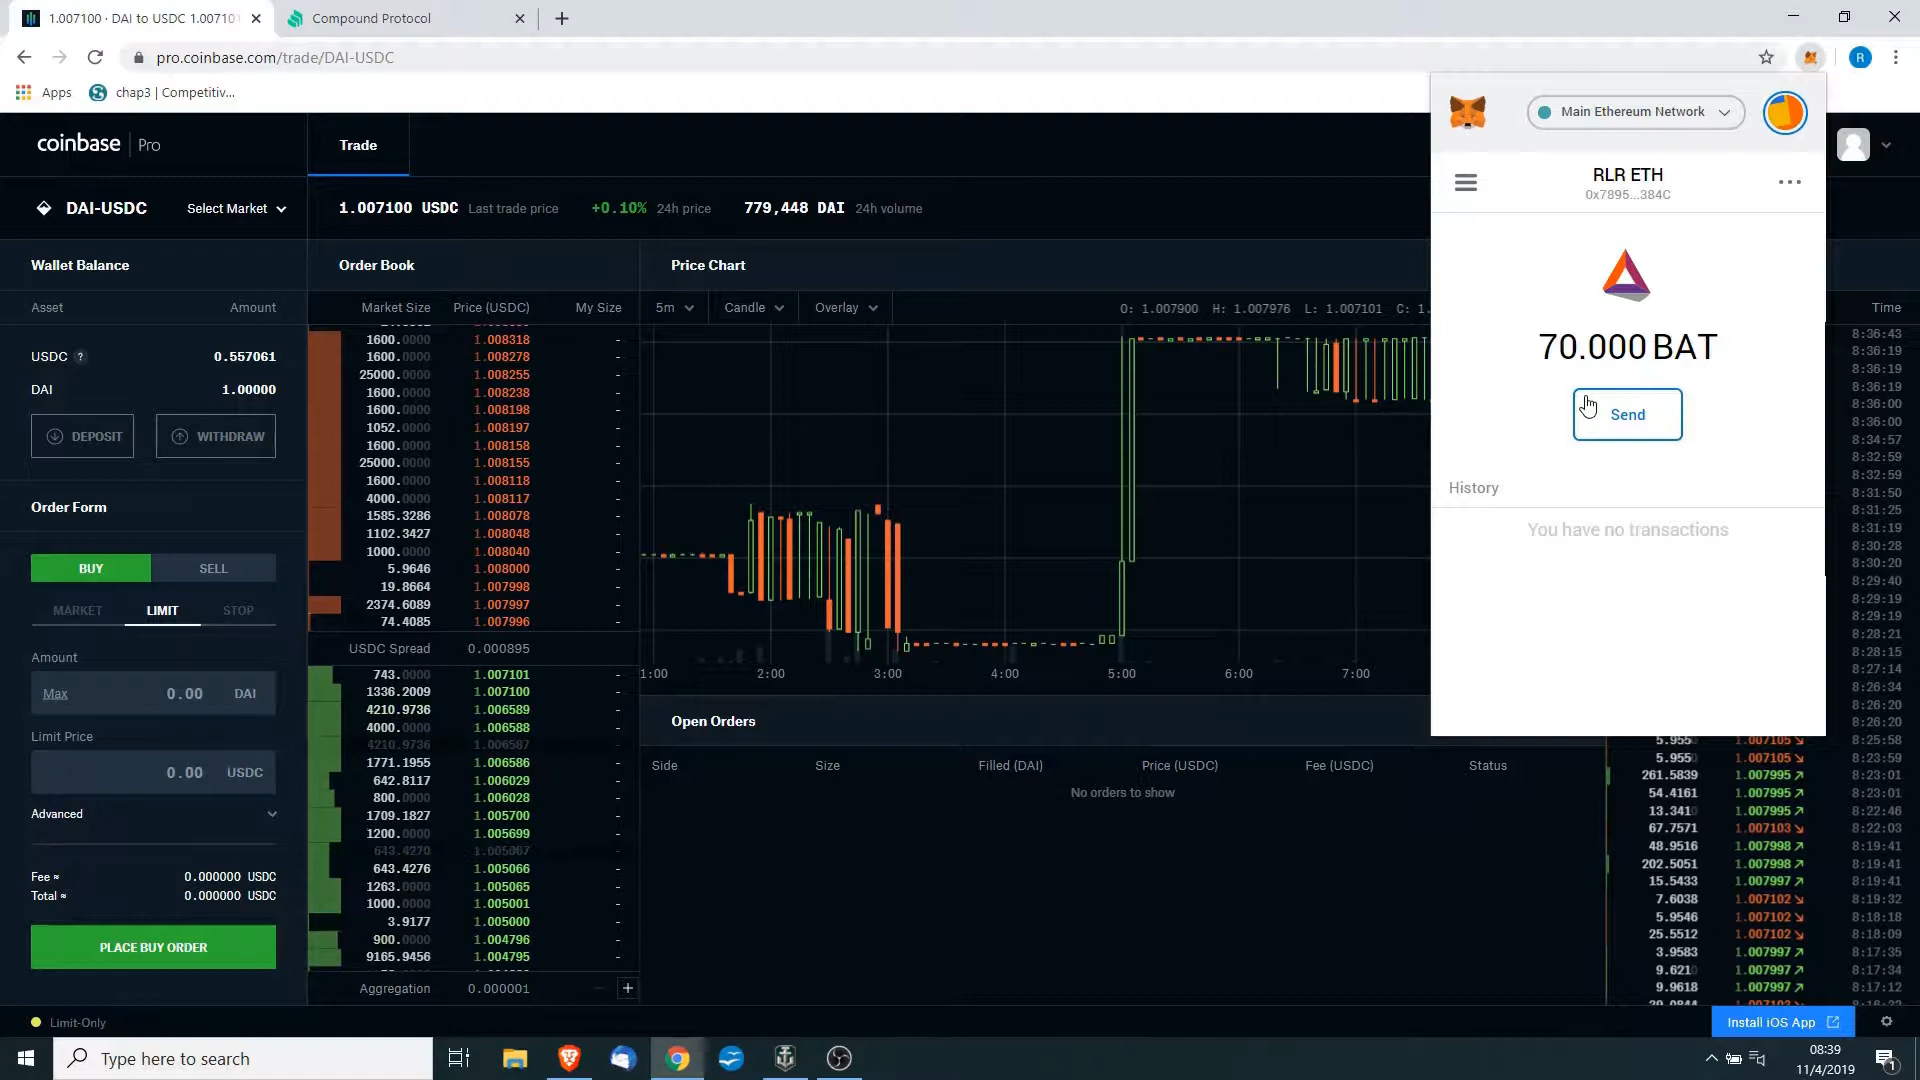 1.007100 · DAI to USDC 1.007101
Compound Protocol
pro.coinbase.com/trade/DAI-USDC
R
Apps
chap3 | Competitiv...
coinbase Pro
Trade
DAI-USDC
Select Market
1.007100 USDC Last trade price
+0.10% 24h price
779,448 DAI 24h volume
Wallet Balance
Asset Amount
USDC ? 0.557061
DAI 1.00000
DEPOSIT
WITHDRAW
Order Form
BUY
SELL
MARKET
LIMIT
STOP
Amount
Max 0.00 DAI
Limit Price
0.00 USDC
Advanced
Fee ≈ 0.000000 USDC
Total ≈ 0.000000 USDC
PLACE BUY ORDER
Limit-Only
Order Book
Market Size Price (USDC) My Size
1600.0000 1.008318 -
1600.0000 1.008278 -
25000.0000 1.008255 -
1600.0000 1.008238 -
1600.0000 1.008198 -
1052.0000 1.008197 -
1600.0000 1.008158 -
25000.0000 1.008155 -
1600.0000 1.008118 -
4000.0000 1.008117 -
1585.3286 1.008078 -
1102.3427 1.008048 -
1000.0000 1.008040 -
5.9646 1.008000 -
19.8664 1.007998 -
2374.6089 1.007997 -
74.4085 1.007996 -
USDC Spread 0.000895
743.0000 1.007101 -
1336.2009 1.007100 -
4210.9736 1.006589 -
4000.0000 1.006588 -
4210.9736 1.006587 -
1771.1955 1.006586 -
642.8117 1.006029 -
800.0000 1.006028 -
1709.1827 1.005700 -
1200.0000 1.005699 -
643.4270 1.005067 -
643.4276 1.005066 -
1263.0000 1.005065 -
1000.0000 1.005001 -
3.9177 1.005000 -
900.0000 1.004796 -
9165.9456 1.004795 -
Aggregation 0.000001 - +
Price Chart
5m
Candle
Overlay
O: 1.007900 H: 1.007976 L: 1.007101 C: 1.
1:00 2:00 3:00 4:00 5:00 6:00 7:00
Open Orders
Side Size Filled (DAI) Price (USDC) Fee (USDC) Status
No orders to show
Main Ethereum Network
RLR ETH
0x7895...384C
70.000 BAT
Send
History
You have no transactions
Time
8:36:43
8:36:19
8:36:19
8:36:19
8:36:00
8:36:00
8:34:57
8:32:59
8:32:59
8:31:50
8:31:25
8:31:19
8:30:28
8:30:20
8:29:40
8:29:19
8:29:19
8:28:21
8:28:15
8:27:14
8:26:34
8:26:20
8:26:20
5.9550 1.007105 ↘ 8:25:58
5.9550 1.007105 ↘ 8:23:59
261.5839 1.007995 ↗ 8:23:01
54.4161 1.007995 ↗ 8:23:01
13.3410 1.007995 ↗ 8:22:46
67.7571 1.007103 ↘ 8:22:03
48.9516 1.007998 ↗ 8:19:41
202.5051 1.007998 ↗ 8:19:41
15.5433 1.007997 ↗ 8:19:41
7.6038 1.007102 ↘ 8:19:32
5.9546 1.007102 ↘ 8:18:18
25.5512 1.007102 ↘ 8:18:09
3.9583 1.007997 ↗ 8:17:35
9.6210 1.007997 ↗ 8:17:34
9.9618 1.007997 ↗ 8:17:12
Install iOS App
Type here to search
08:39
11/4/2019
1